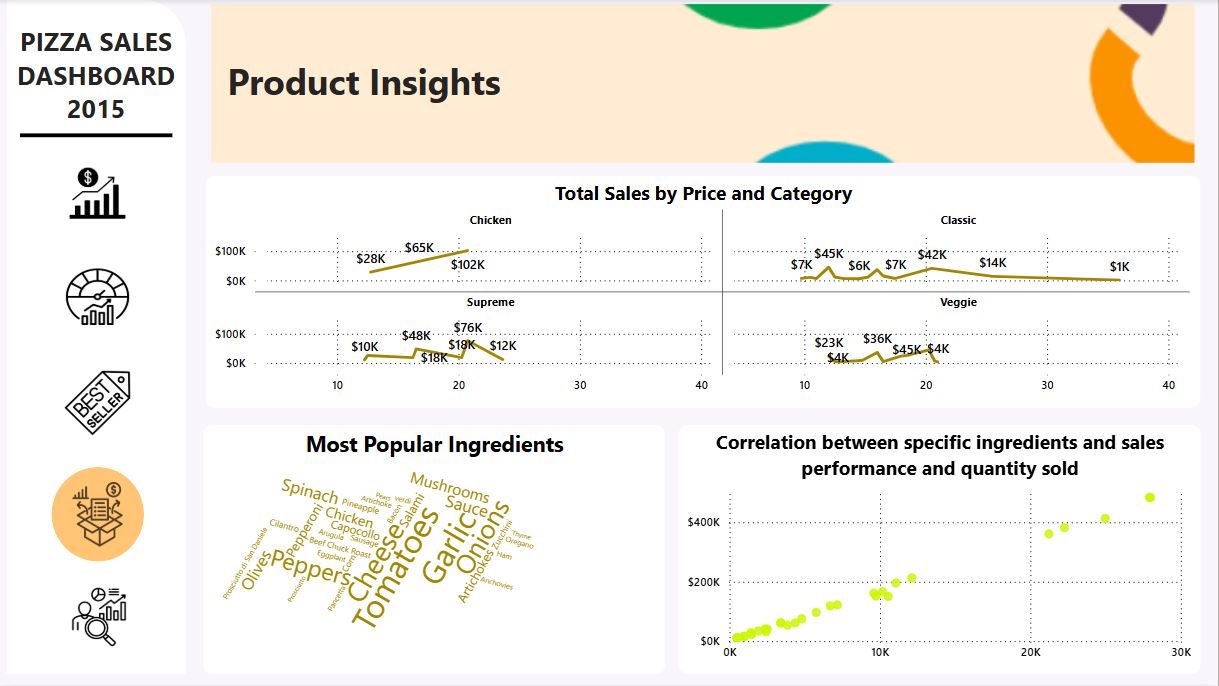 PIZZA SALES
DASHBOARD
2015
$
BEST
SELLER
$
Product Insights
Total Sales by Price and Category
Chicken
$100K
$0K
$28K
$65K
$102K
Classic
$7K
$45K
$6K
$7K
$42K
$14K
$1K
Supreme
$100K
$0K
$10K
$48K
$18K
$18K
$76K
$12K
Veggie
$23K
$4K
$36K
$45K
$4K
10 20 30 40
10 20 30 40
Most Popular Ingredients
Spinach
Pineapple
Pears
Artichoke
verdi
Mushrooms
Sauce
Onions
Chicken
Capocollo
Bacon
Salami
Pepperoni
Cilantro
Arugula
Sausage
Beef Chuck Roast
Eggplant
Corn
Cheese
Tomatoes
Garlic
Zucchini
Thyme
Oregano
Ham
Artichokes
Anchovies
Prosciutto di San Daniele
Olives
Peppers
Prosciutto
Pancetta
Correlation between specific ingredients and sales
performance and quantity sold
$400K
$200K
$0K
0K 10K 20K 30K